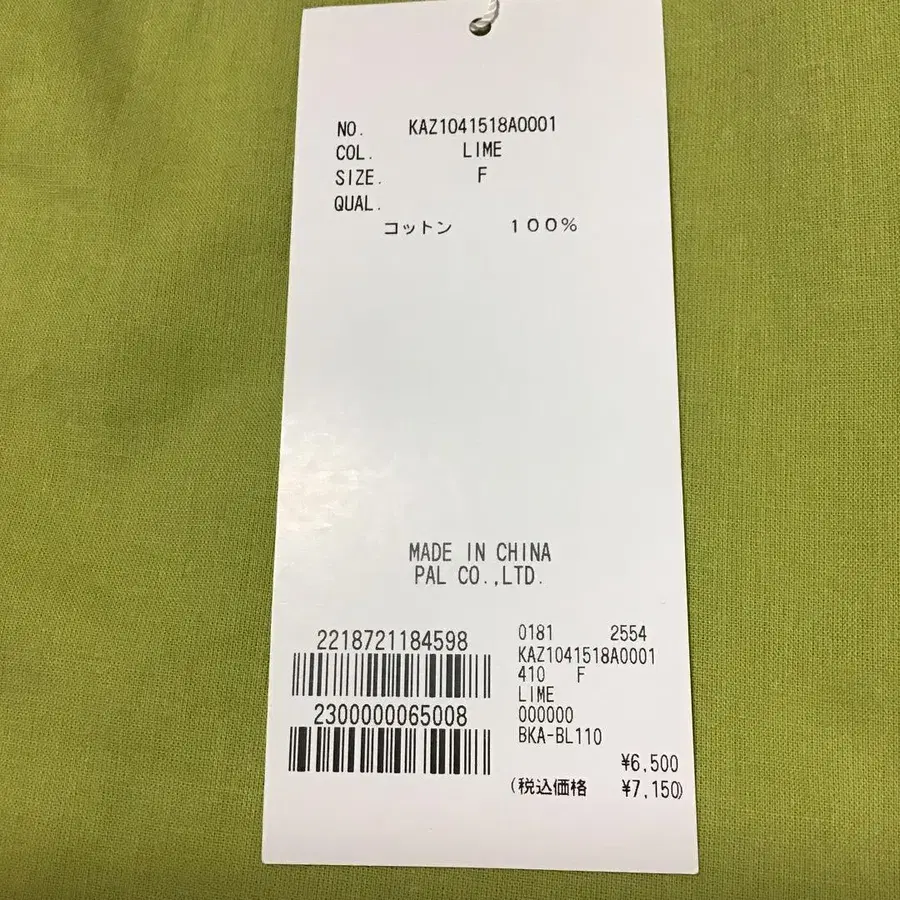 NO. KAZ1041518A0001
COL. LIME
SIZE. F
QUAL.
コットン 100%
MADE IN CHINA
PAL CO.,LTD.
2218721184598
2300000065008
0181 2554
KAZ1041518A0001
410 F
LIME
000000
BKA-BL110
¥6,500
(税込価格 ¥7,150)